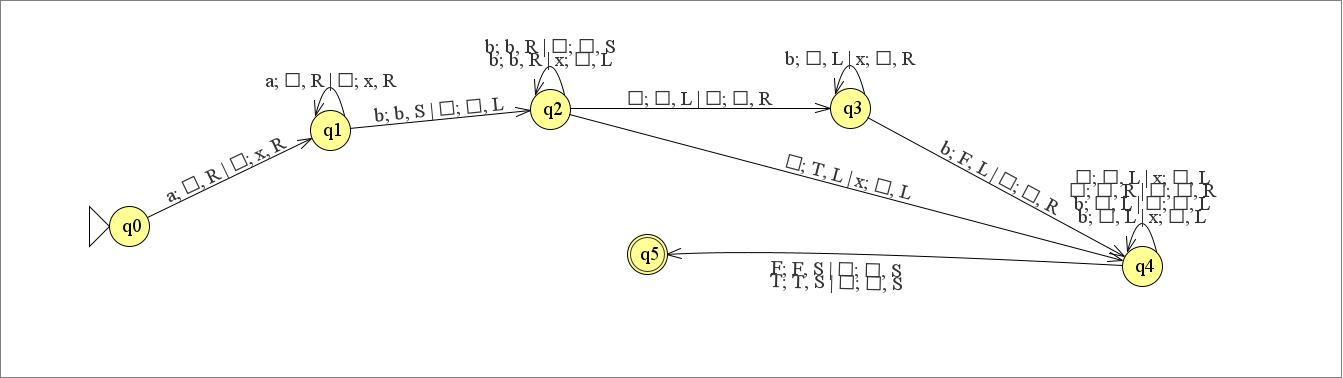 b; b, R | □; □, S
b; b, R | x; □, L
b; □, L | x; □, R
a; □, R | □; x, R
b; b, S | □; □, L
□; □, L | □; □, R
q3
q2
q1
a; □, R | □; x, R
b; F, L | □; □, R
□; T, L | x; □, L
□; □, L | x; □, L
□; □, R | □; □, R
b; □, L | □; □, L
b; □, L | x; □, L
q0
q5
q4
F; F, S | □; □, S
T; T, S | □; □, S